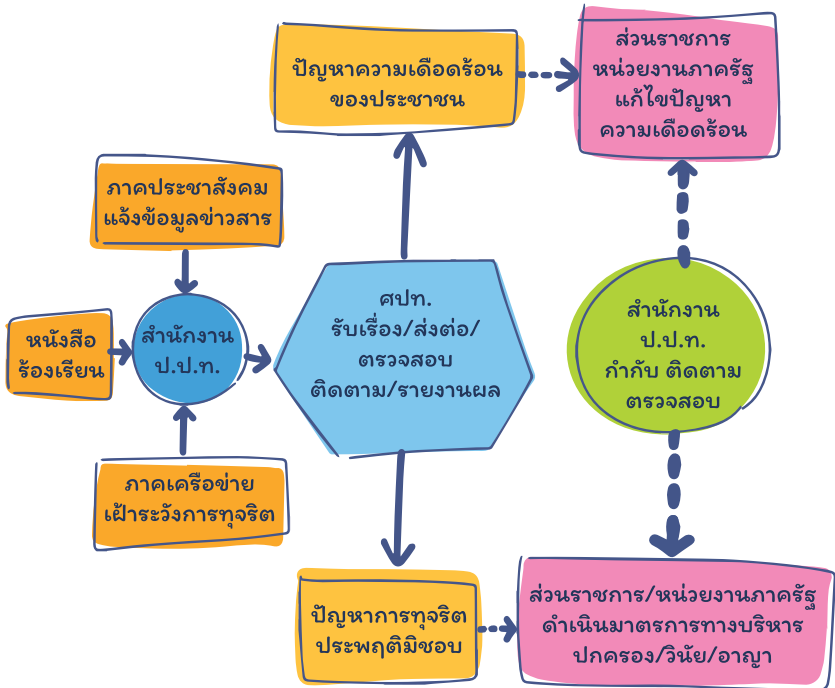 ปัญหาความเดือดร้อน
ของประชาชน
ส่วนราชการ
หน่วยงานภาครัฐ
แก้ไขปัญหา
ความเดือดร้อน
ภาคประชาสังคม
แจ้งข้อมูลข่าวสาร
หนังสือ
ร้องเรียน
สำนักงาน
ป.ป.ท.
ศปท.
รับเรื่อง/ส่งต่อ/
ตรวจสอบ
ติดตาม/รายงานผล
สำนักงาน
ป.ป.ท.
กำกับ ติดตาม
ตรวจสอบ
ภาคเครือข่าย
เฝ้าระวังการทุจริต
ปัญหาการทุจริต
ประพฤติมิชอบ
ส่วนราชการ/หน่วยงานภาครัฐ
ดำเนินมาตรการทางบริหาร
ปกครอง/วินัย/อาญา